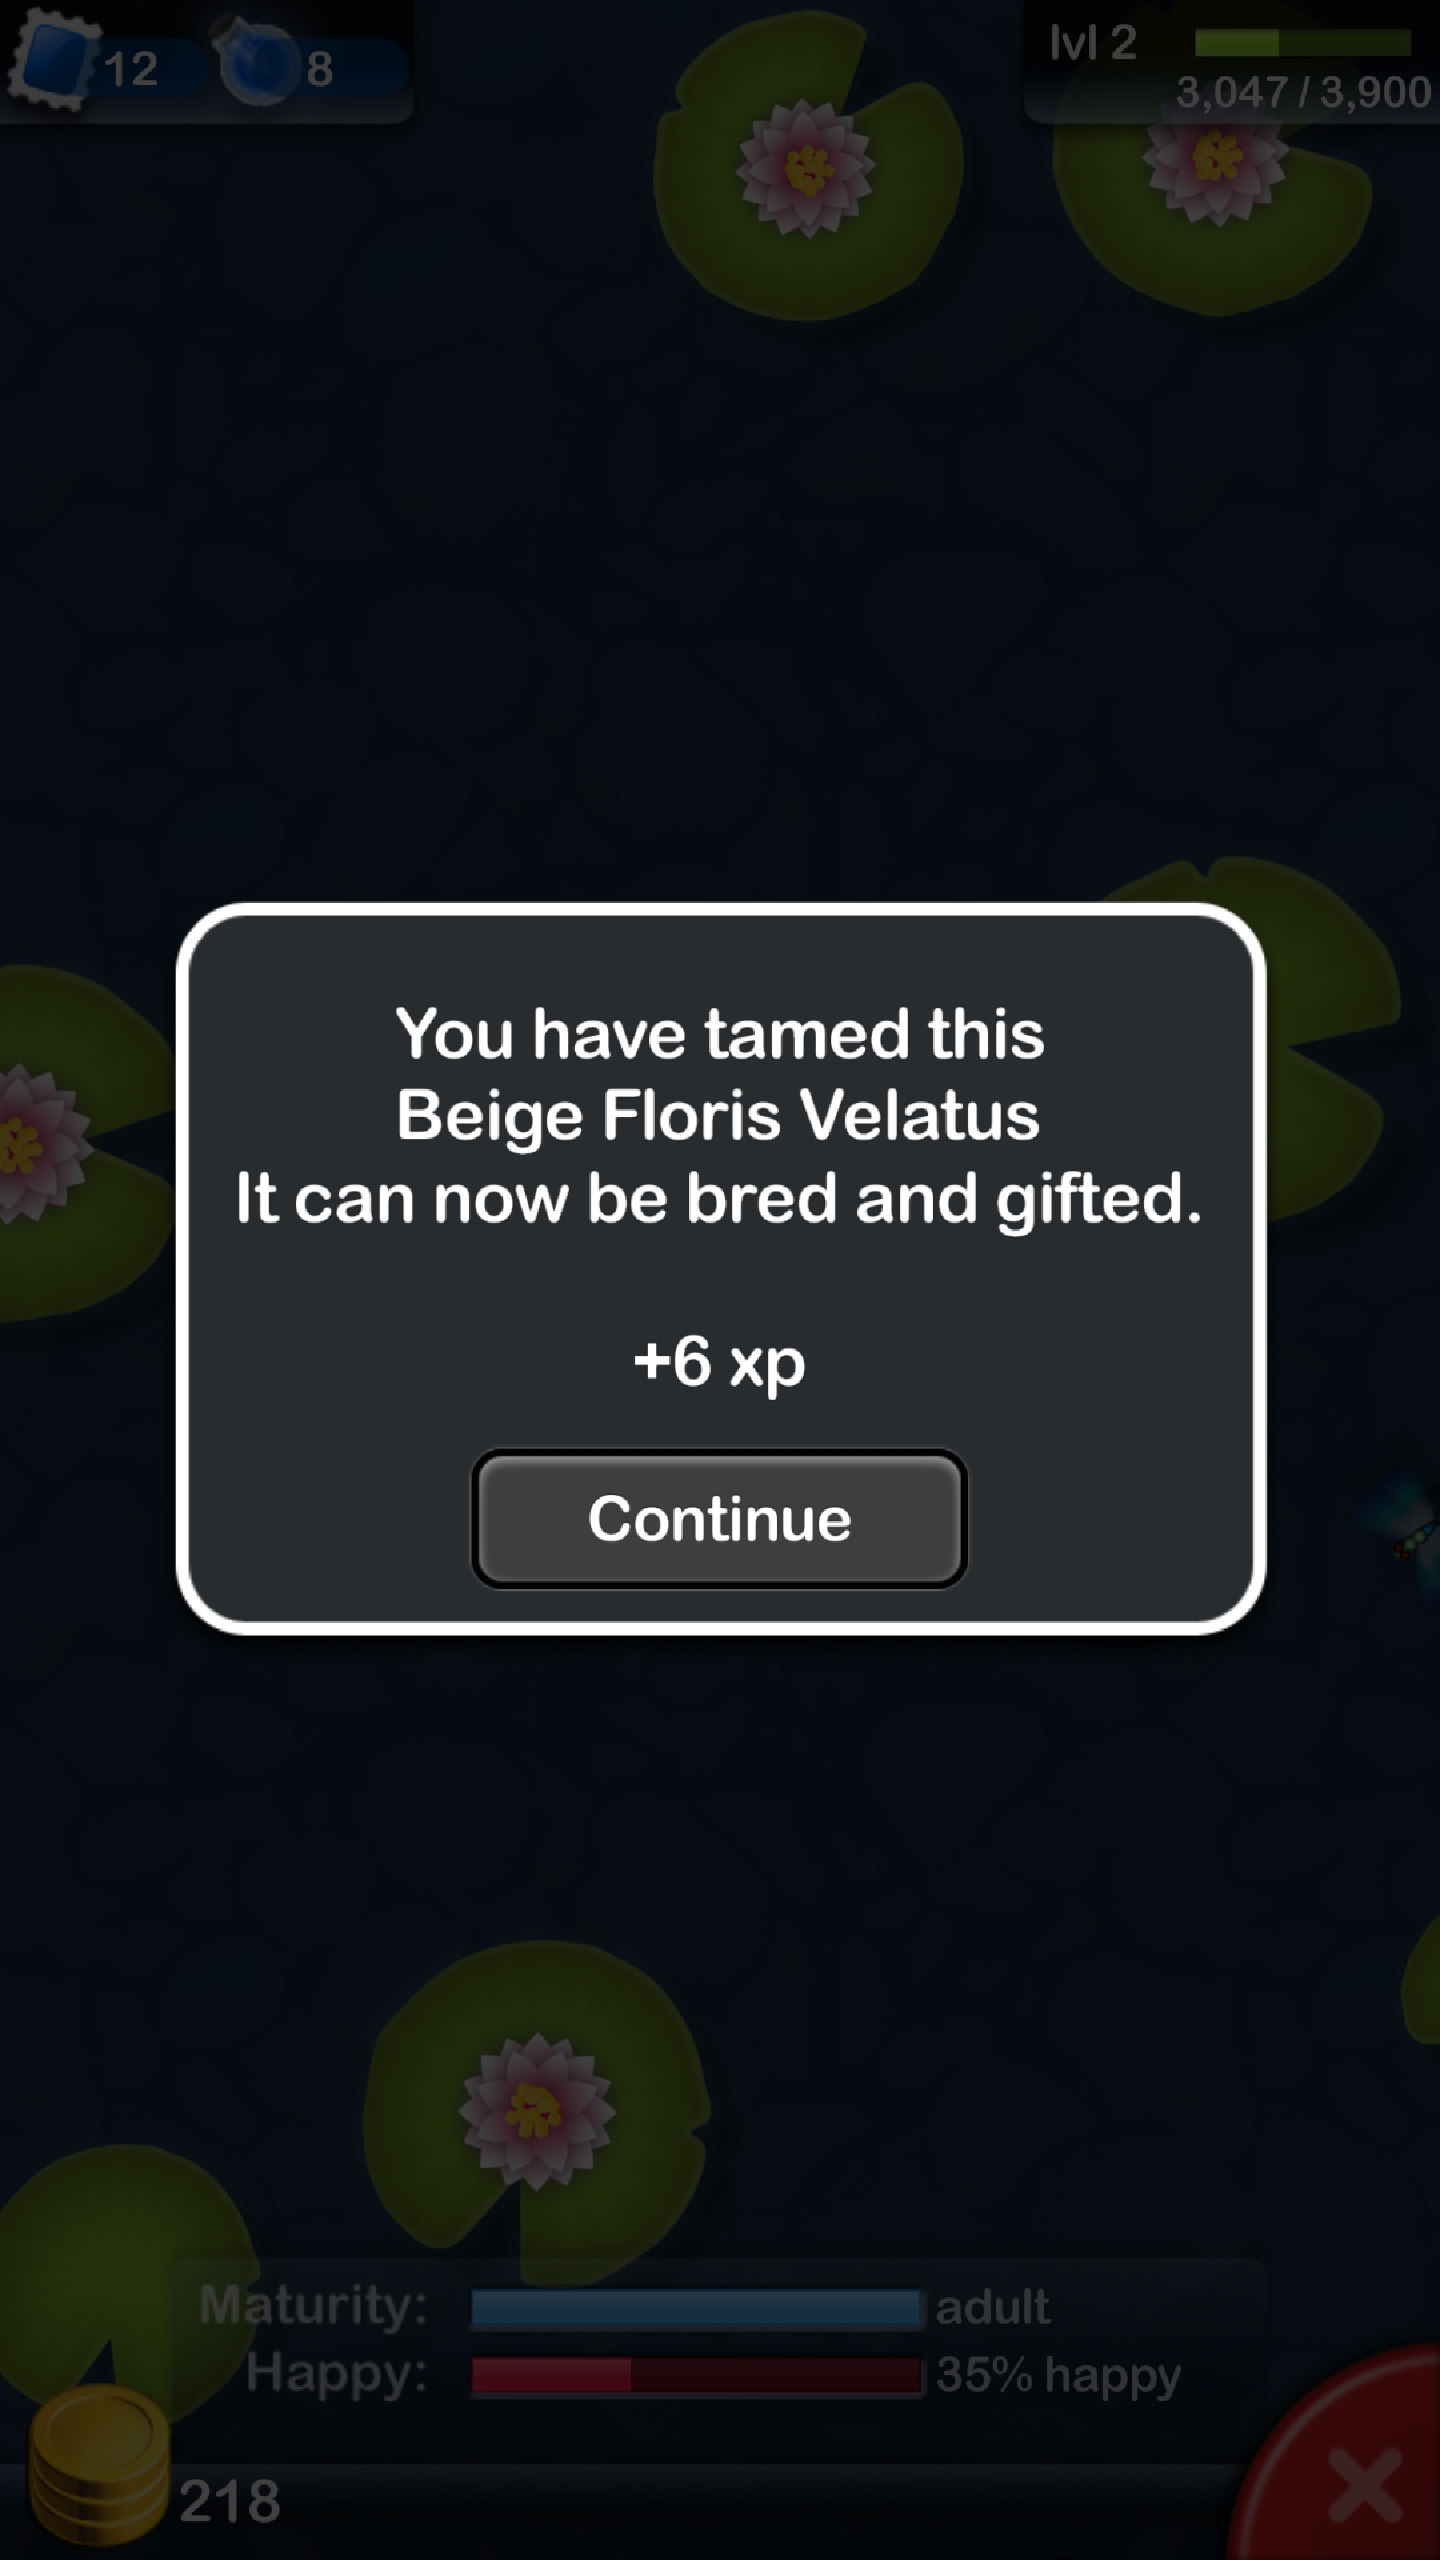 12
8
lvl 2
3,047 / 3,900
You have tamed this
Beige Floris Velatus
It can now be bred and gifted.
+6 xp
Continue
Maturity: adult
Happy: 35% happy
218